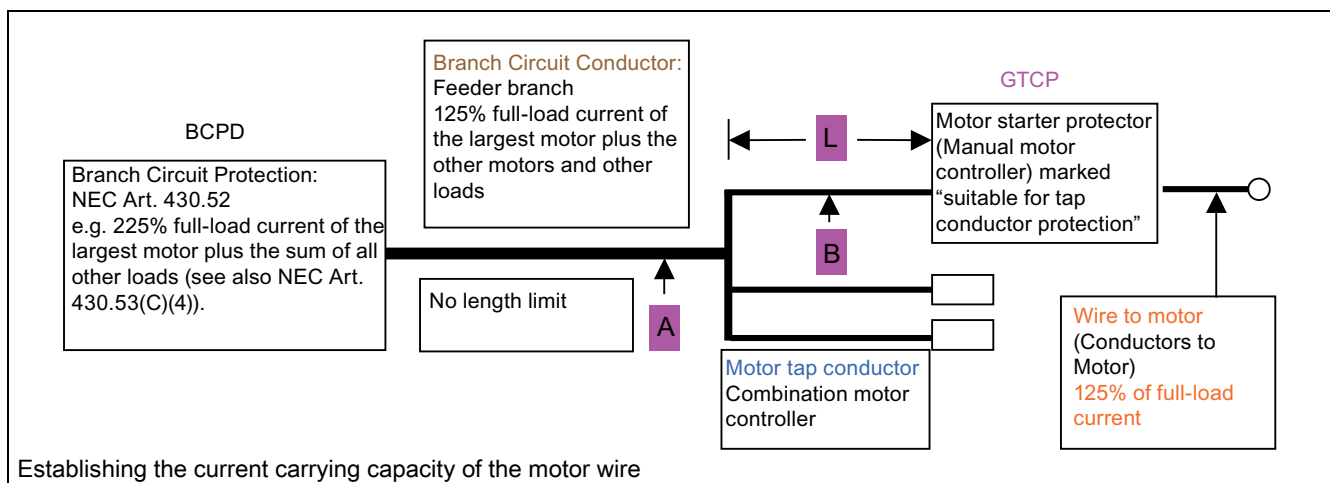 BCPD
Branch Circuit Protection:
NEC Art. 430.52
e.g. 225% full-load current of the
largest motor plus the sum of all
other loads (see also NEC Art.
430.53(C)(4)).
Branch Circuit Conductor:
Feeder branch
125% full-load current of
the largest motor plus the
other motors and other
loads
No length limit
A
L
B
GTCP
Motor starter protector
(Manual motor
controller) marked
“suitable for tap
conductor protection”
Motor tap conductor
Combination motor
controller
Wire to motor
(Conductors to
Motor)
125% of full-load
current
Establishing the current carrying capacity of the motor wire